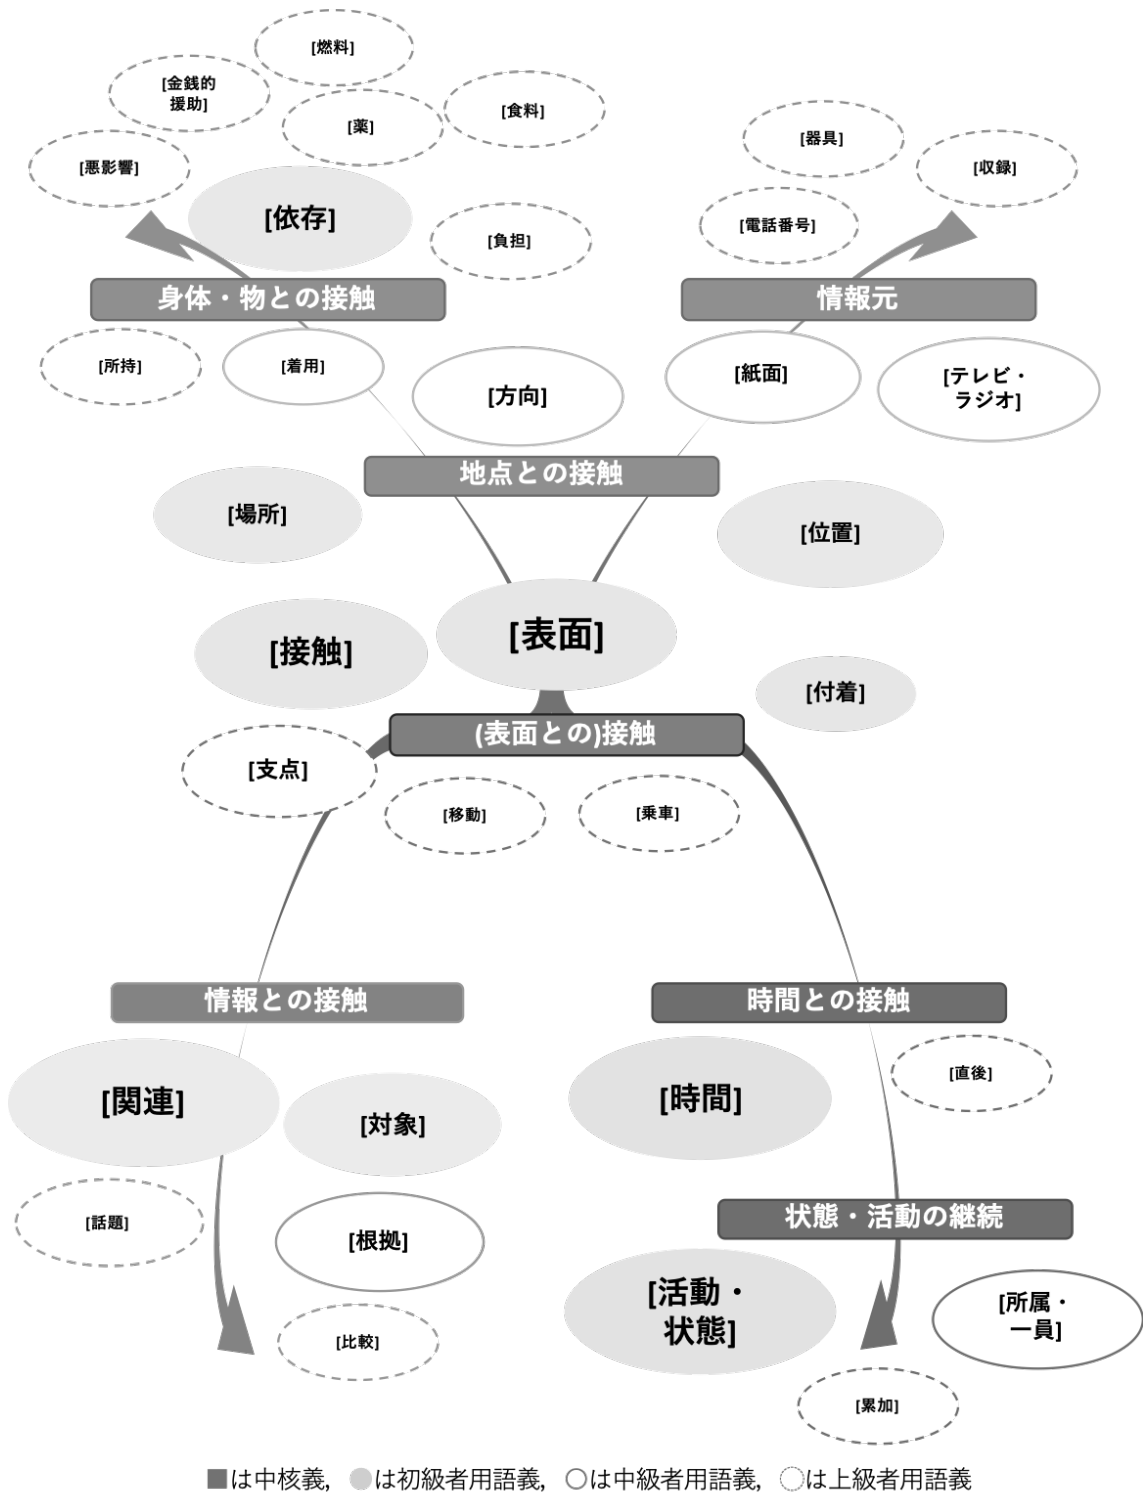 [燃料]
[金銭的
援助]
[薬]
[食料]
[悪影響]
[依存]
[負担]
[器具]
[収録]
[電話番号]
身体・物との接触
情報元
[所持]
[着用]
[方向]
[紙面]
[テレビ・
ラジオ]
地点との接触
[場所]
[位置]
[表面]
[接触]
[付着]
(表面との)接触
[支点]
[移動]
[乗車]
情報との接触
時間との接触
[関連]
[対象]
[時間]
[直後]
[話題]
[根拠]
[比較]
状態・活動の継続
[活動・
状態]
[所属・
一員]
[累加]
は中核義, は初級者用語義, は中級者用語義, は上級者用語義